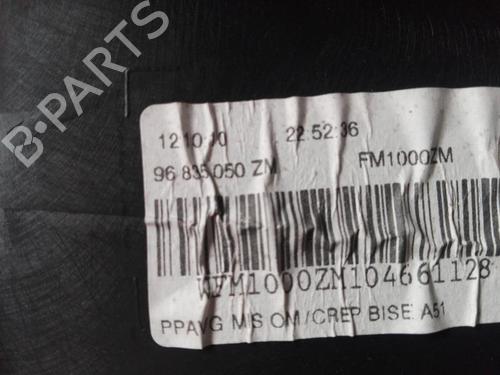 B-PARTS
12.10.10 22:52:36
96 835 050 ZM FM1000ZM
WFM1000ZM104661128
PPAVG MIS OM /CREP BISE: A51